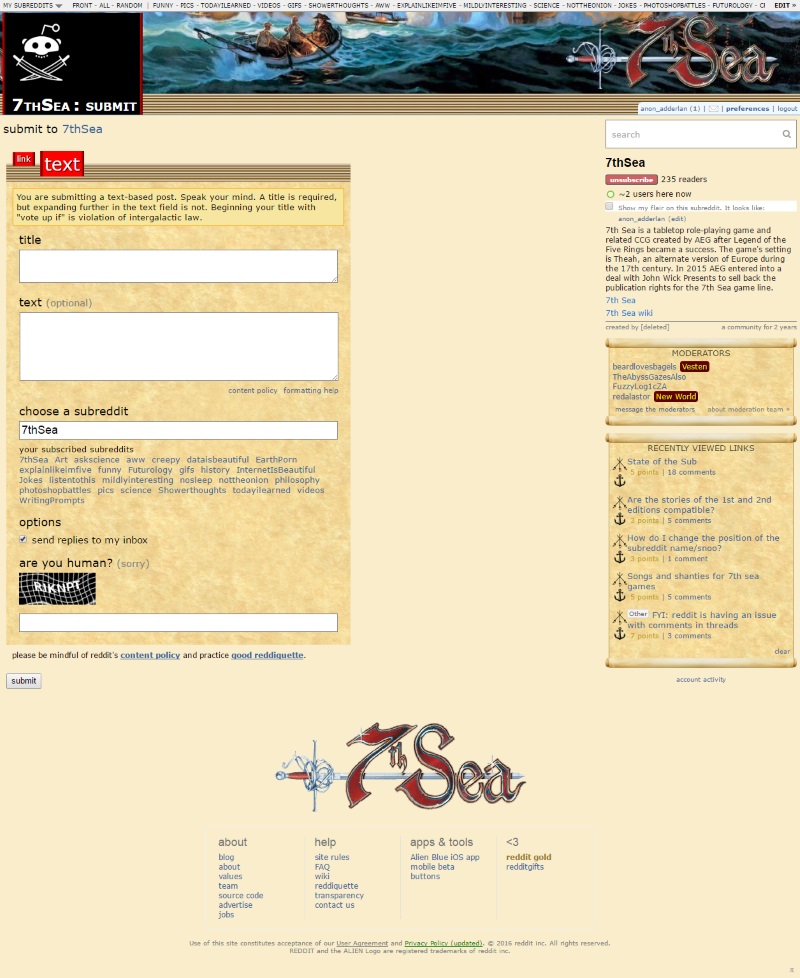 MY SUBREDDITS FRONT - ALL - RANDOM | FUNNY - PICS - TODAYILEARNED - VIDEOS - GIFS - SHOWERTHOUGHTS - AWW - EXPLAINLIKEIMFIVE - MILDLYINTERESTING - SCIENCE - NOTTHEONION - JOKES - PHOTOSHOPBATTLES - FUTUROLOGY - EDIT »
7th Sea
7THSEA : SUBMIT
anon_adderlan (1) | | preferences | logout
submit to 7thSea
link text
You are submitting a text-based post. Speak your mind. A title is required,
but expanding further in the text field is not. Beginning your title with
"vote up if" is violation of intergalactic law.
title
text (optional)
content policy formatting help
choose a subreddit
7thSea
your subscribed subreddits
7thSea Art askscience aww creepy dataisbeautiful EarthPorn
explainlikeimfive funny Futurology gifs history InternetIsBeautiful
Jokes listentothis mildlyinteresting nosleep nottheonion philosophy
photoshopbattles pics science Showerthoughts todayilearned videos
WritingPrompts
options
send replies to my inbox
are you human? (sorry)
RIKNPT
please be mindful of reddit's content policy and practice good reddiquette.
submit
search
7thSea
unsubscribe 235 readers
~2 users here now
Show my flair on this subreddit. It looks like:
anon_adderlan (edit)
7th Sea is a tabletop role-playing game and
related CCG created by AEG after Legend of the
Five Rings became a success. The game's setting
is Theah, an alternate version of Europe during
the 17th century. In 2015 AEG entered into a
deal with John Wick Presents to sell back the
publication rights for the 7th Sea game line.
7th Sea
7th Sea wiki
created by [deleted] a community for 2 years
MODERATORS
beardlovesbagels Vesten
TheAbyssGazesAlso
FuzzyLog1cZA
redalastor New World
message the moderators about moderation team »
RECENTLY VIEWED LINKS
State of the Sub
5 points | 18 comments
Are the stories of the 1st and 2nd
editions compatible?
3 points | 5 comments
How do I change the position of the
subreddit name/snoo?
3 points | 1 comment
Songs and shanties for 7th sea
games
5 points | 5 comments
Other FYI: reddit is having an issue
with comments in threads
7 points | 3 comments
clear
account activity
7th Sea
about
blog
about
values
team
source code
advertise
jobs
help
site rules
FAQ
wiki
reddiquette
transparency
contact us
apps & tools
Alien Blue iOS app
mobile beta
buttons
<3
reddit gold
redditgifts
Use of this site constitutes acceptance of our User Agreement and Privacy Policy (updated). © 2016 reddit inc. All rights reserved.
REDDIT and the ALIEN Logo are registered trademarks of reddit inc.
π